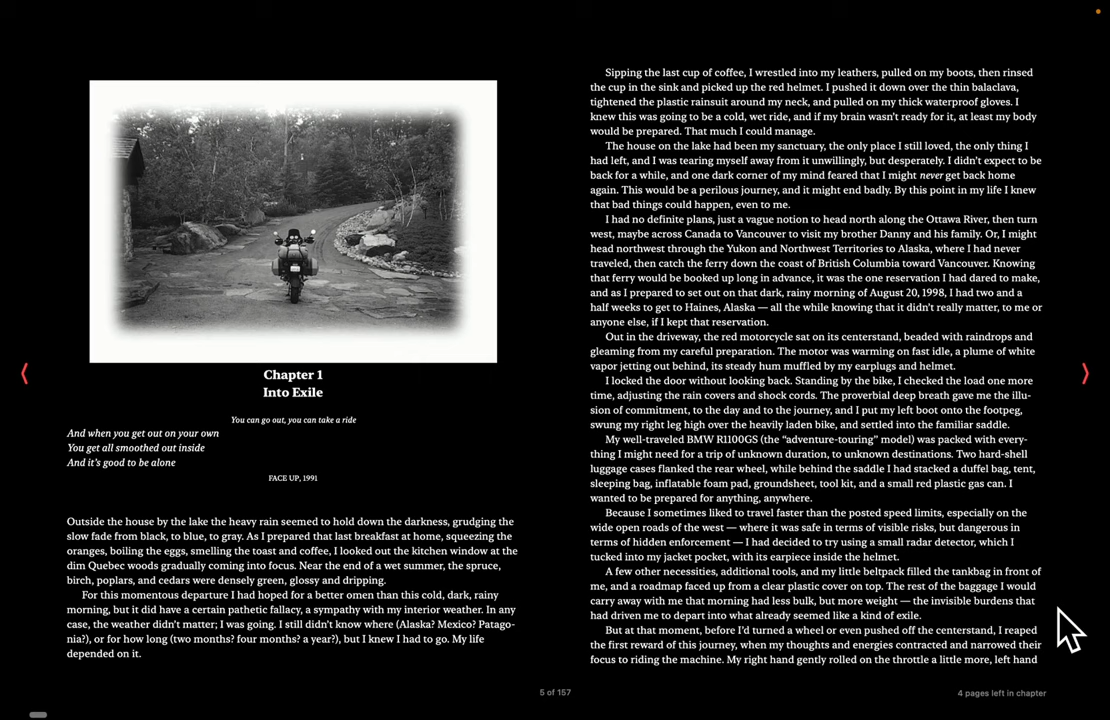 Chapter 1
Into Exile
You can go out, you can take a ride
And when you get out on your own
You get all smoothed out inside
And it's good to be alone
FACE UP, 1991
Outside the house by the lake the heavy rain seemed to hold down the darkness, grudging the
slow fade from black, to blue, to gray. As I prepared that last breakfast at home, squeezing the
oranges, boiling the eggs, smelling the toast and coffee, I looked out the kitchen window at the
dim Quebec woods gradually coming into focus. Near the end of a wet summer, the spruce,
birch, poplars, and cedars were densely green, glossy and dripping.
For this momentous departure I had hoped for a better omen than this cold, dark, rainy
morning, but it did have a certain pathetic fallacy, a sympathy with my interior weather. In any
case, the weather didn't matter; I was going. I still didn't know where (Alaska? Mexico? Patago-
nia?), or for how long (two months? four months? a year?), but I knew I had to go. My life
depended on it.
Sipping the last cup of coffee, I wrestled into my leathers, pulled on my boots, then rinsed
the cup in the sink and picked up the red helmet. I pushed it down over the thin balaclava,
tightened the plastic rainsuit around my neck, and pulled on my thick waterproof gloves. I
knew this was going to be a cold, wet ride, and if my brain wasn't ready for it, at least my body
would be prepared. That much I could manage.
The house on the lake had been my sanctuary, the only place I still loved, the only thing I
had left, and I was tearing myself away from it unwillingly, but desperately. I didn't expect to be
back for a while, and one dark corner of my mind feared that I might never get back home
again. This would be a perilous journey, and it might end badly. By this point in my life I knew
that bad things could happen, even to me.
I had no definite plans, just a vague notion to head north along the Ottawa River, then turn
west, maybe across Canada to Vancouver to visit my brother Danny and his family. Or, I might
head northwest through the Yukon and Northwest Territories to Alaska, where I had never
traveled, then catch the ferry down the coast of British Columbia toward Vancouver. Knowing
that ferry would be booked up long in advance, it was the one reservation I had dared to make,
and as I prepared to set out on that dark, rainy morning of August 20, 1998, I had two and a
half weeks to get to Haines, Alaska — all the while knowing that it didn't really matter, to me or
anyone else, if I kept that reservation.
Out in the driveway, the red motorcycle sat on its centerstand, beaded with raindrops and
gleaming from my careful preparation. The motor was warming on fast idle, a plume of white
vapor jetting out behind, its steady hum muffled by my earplugs and helmet.
I locked the door without looking back. Standing by the bike, I checked the load one more
time, adjusting the rain covers and shock cords. The proverbial deep breath gave me the illu-
sion of commitment, to the day and to the journey, and I put my left boot onto the footpeg,
swung my right leg high over the heavily laden bike, and settled into the familiar saddle.
My well-traveled BMW R1100GS (the “adventure-touring” model) was packed with every-
thing I might need for a trip of unknown duration, to unknown destinations. Two hard-shell
luggage cases flanked the rear wheel, while behind the saddle I had stacked a duffel bag, tent,
sleeping bag, inflatable foam pad, groundsheet, tool kit, and a small red plastic gas can. I
wanted to be prepared for anything, anywhere.
Because I sometimes liked to travel faster than the posted speed limits, especially on the
wide open roads of the west — where it was safe in terms of visible risks, but dangerous in
terms of hidden enforcement — I had decided to try using a small radar detector, which I
tucked into my jacket pocket, with its earpiece inside the helmet.
A few other necessities, additional tools, and my little beltpack filled the tankbag in front of
me, and a roadmap faced up from a clear plastic cover on top. The rest of the baggage I would
carry away with me that morning had less bulk, but more weight — the invisible burdens that
had driven me to depart into what already seemed like a kind of exile.
But at that moment, before I'd turned a wheel or even pushed off the centerstand, I reaped
the first reward of this journey, when my thoughts and energies contracted and narrowed their
focus to riding the machine. My right hand gently rolled on the throttle a little more, left hand
5 of 157
4 pages left in chapter